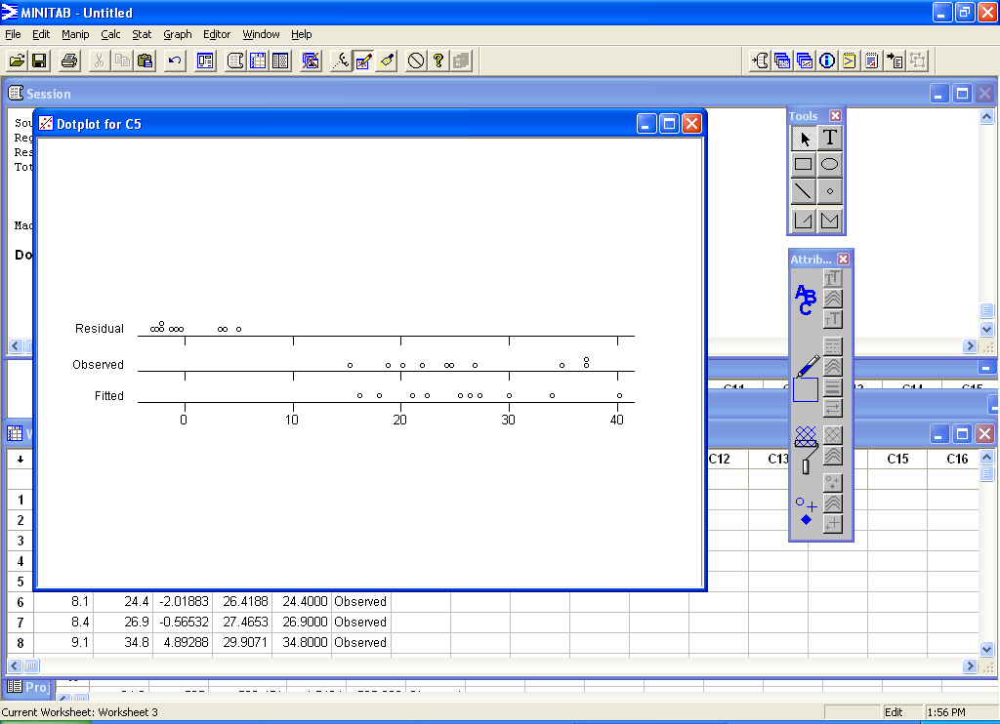 MINITAB - Untitled
File Edit Manip Calc Stat Graph Editor Window Help
Session
Tools
Dotplot for C5
Mac
Do
Attrib...
ABC
Residual
Observed
Fitted
0 10 20 30 40
C11 C13 C14 C15
C12 C13 C15 C16
1
2
3
4
5
6 8.1 24.4 -2.01883 26.4188 24.4000 Observed
7 8.4 26.9 -0.56532 27.4653 26.9000 Observed
8 9.1 34.8 4.89288 29.9071 34.8000 Observed
Proj
Current Worksheet: Worksheet 3 Edit 1:56 PM